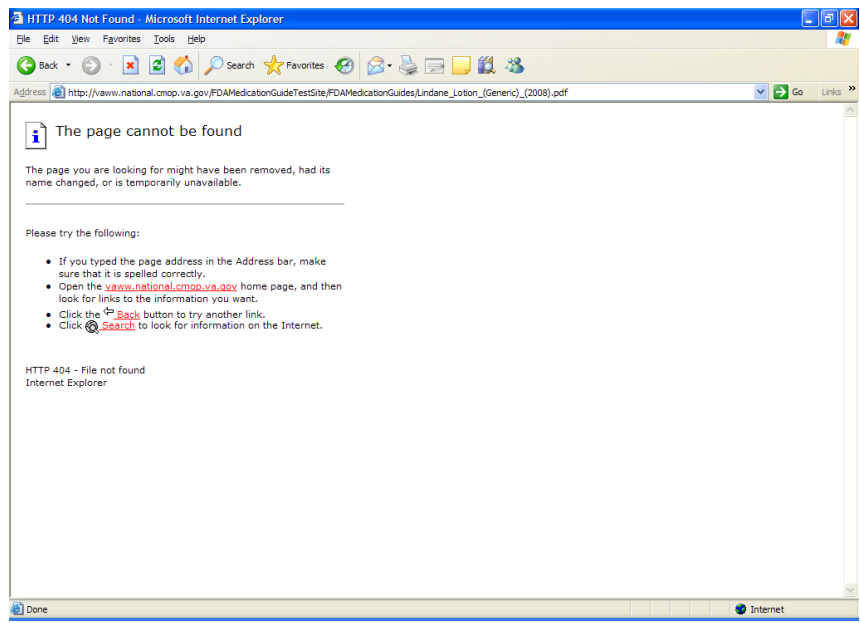 HTTP 404 Not Found - Microsoft Internet Explorer
File Edit View Favorites Tools Help
Back Search Favorites
Address http://vaww.national.cmop.va.gov/FDAMedicationGuideTestSite/FDAMedicationGuides/Lindane_Lotion_(Generic)_(2008).pdf Go Links »
The page cannot be found
The page you are looking for might have been removed, had its
name changed, or is temporarily unavailable.
Please try the following:
• If you typed the page address in the Address bar, make
sure that it is spelled correctly.
• Open the vaww.national.cmop.va.gov home page, and then
look for links to the information you want.
• Click the Back button to try another link.
• Click Search to look for information on the Internet.
HTTP 404 - File not found
Internet Explorer
Done Internet